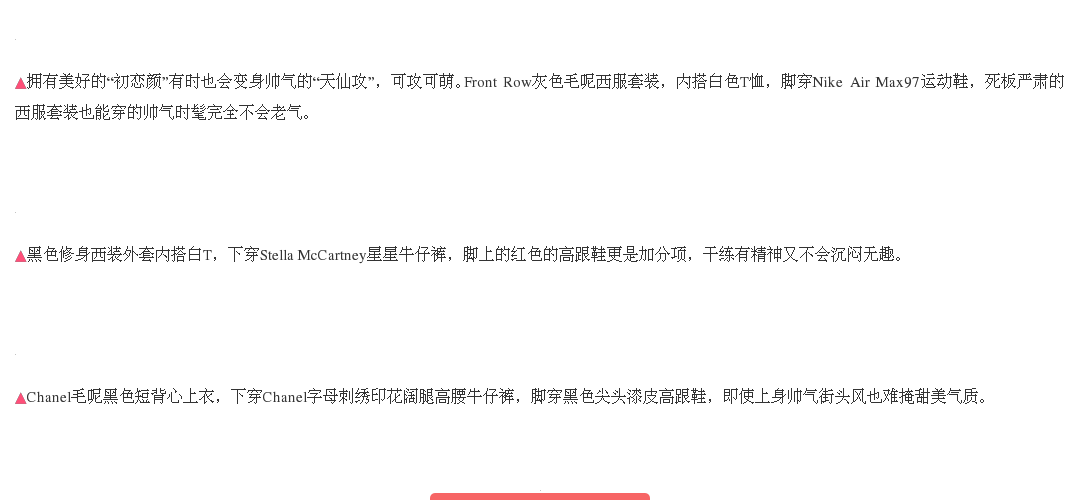 ▲拥有美好的“初恋颜”有时也会变身帅气的“天仙攻”，可攻可萌。Front Row灰色毛呢西服套装，内搭白色T恤，脚穿Nike Air Max97运动鞋，死板严肃的
西服套装也能穿的帅气时髦完全不会老气。
▲黑色修身西装外套内搭白T，下穿Stella McCartney星星牛仔裤，脚上的红色的高跟鞋更是加分项，干练有精神又不会沉闷无趣。
▲Chanel毛呢黑色短背心上衣，下穿Chanel字母刺绣印花阔腿高腰牛仔裤，脚穿黑色尖头漆皮高跟鞋，即使上身帅气街头风也难掩甜美气质。